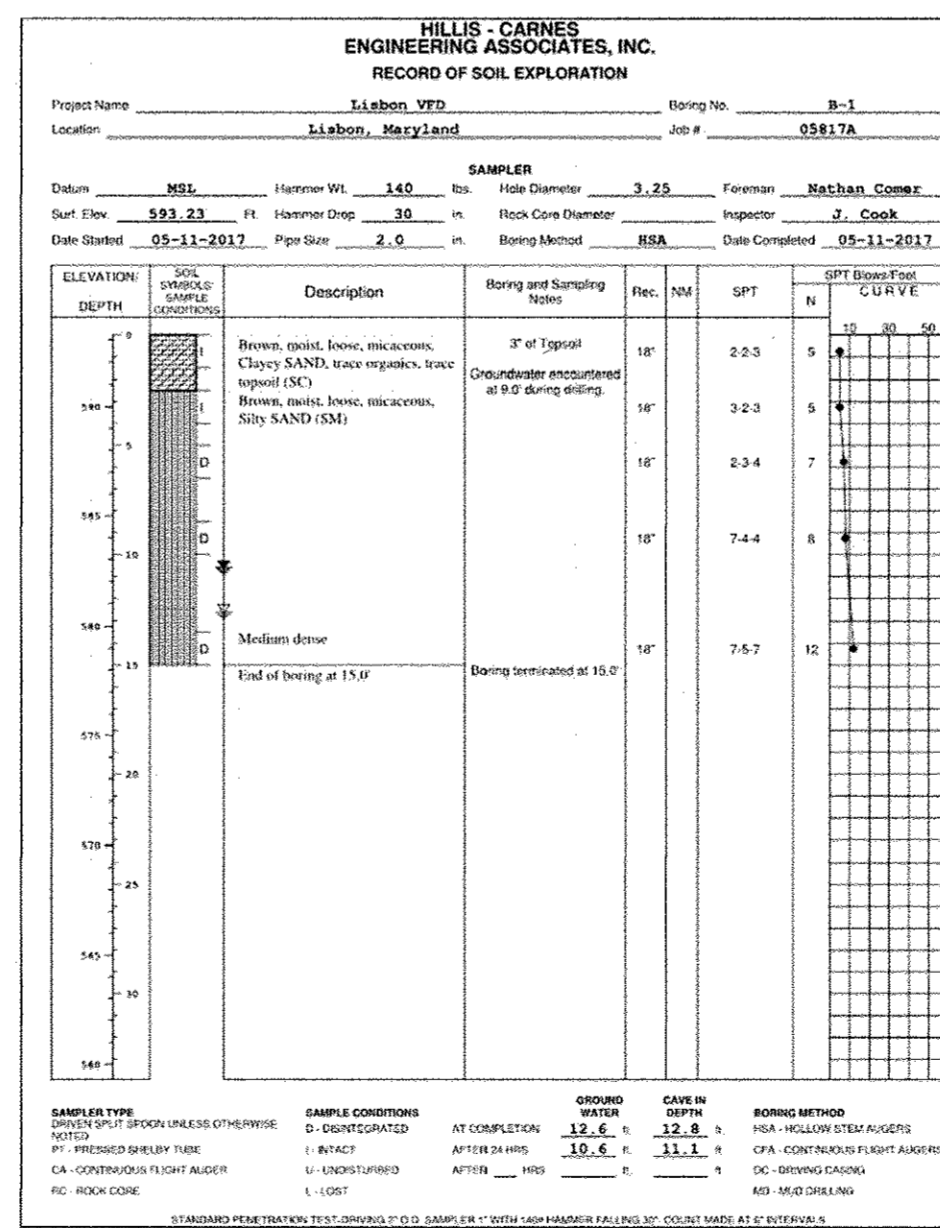 HILLIS - CARNES
ENGINEERING ASSOCIATES, INC.
RECORD OF SOIL EXPLORATION
Project Name Lisbon VFD Boring No. B-1
Location Lisbon, Maryland Job # 05817A
SAMPLER
Datum MSL Hammer Wt. 140 lbs. Hole Diameter 3.25 Foreman Nathan Comer
Surf. Elev. 593.23 Ft. Hammer Drop 30 in. Rock Core Diameter Inspector J. Cook
Date Started 05-11-2017 Pipe Size 2.0 in. Boring Method HSA Date Completed 05-11-2017
ELEVATION/ DEPTH SOIL SYMBOLS/ SAMPLE CONDITIONS Description Boring and Sampling Notes Rec. NM SPT SPT Blows/Foot
N CURVE
10 30 50
0
Brown, moist, loose, micaceous, 3" of Topsoil
I Clayey SAND, trace organics, trace 18" 2-2-3 5
topsoil (SC) Groundwater encountered
Brown, moist, loose, micaceous, at 9.0' during drilling.
590 I Silty SAND (SM) 18" 3-2-3 5
5
D 18" 2-3-4 7
585
D 18" 7-4-4 8
10
580 Medium dense
D 18" 7-5-7 12
15 End of boring at 15.0' Boring terminated at 15.0'
575
20
570
25
565
30
560
GROUND WATER CAVE IN DEPTH
SAMPLER TYPE SAMPLE CONDITIONS BORING METHOD
DRIVEN SPLIT SPOON UNLESS OTHERWISE NOTED D - DISINTEGRATED AT COMPLETION 12.6 ft. 12.8 ft. HSA - HOLLOW STEM AUGERS
PT - PRESSED SHELBY TUBE I - INTACT AFTER 24 HRS 10.6 ft. 11.1 ft. CFA - CONTINUOUS FLIGHT AUGERS
CA - CONTINUOUS FLIGHT AUGER U - UNDISTURBED AFTER ___ HRS ft. ft. DC - DRIVING CASING
RC - ROCK CORE L - LOST MD - MUD DRILLING
STANDARD PENETRATION TEST-DRIVING 2" O.D. SAMPLER 1" WITH 140# HAMMER FALLING 30": COUNT MADE AT 6" INTERVALS